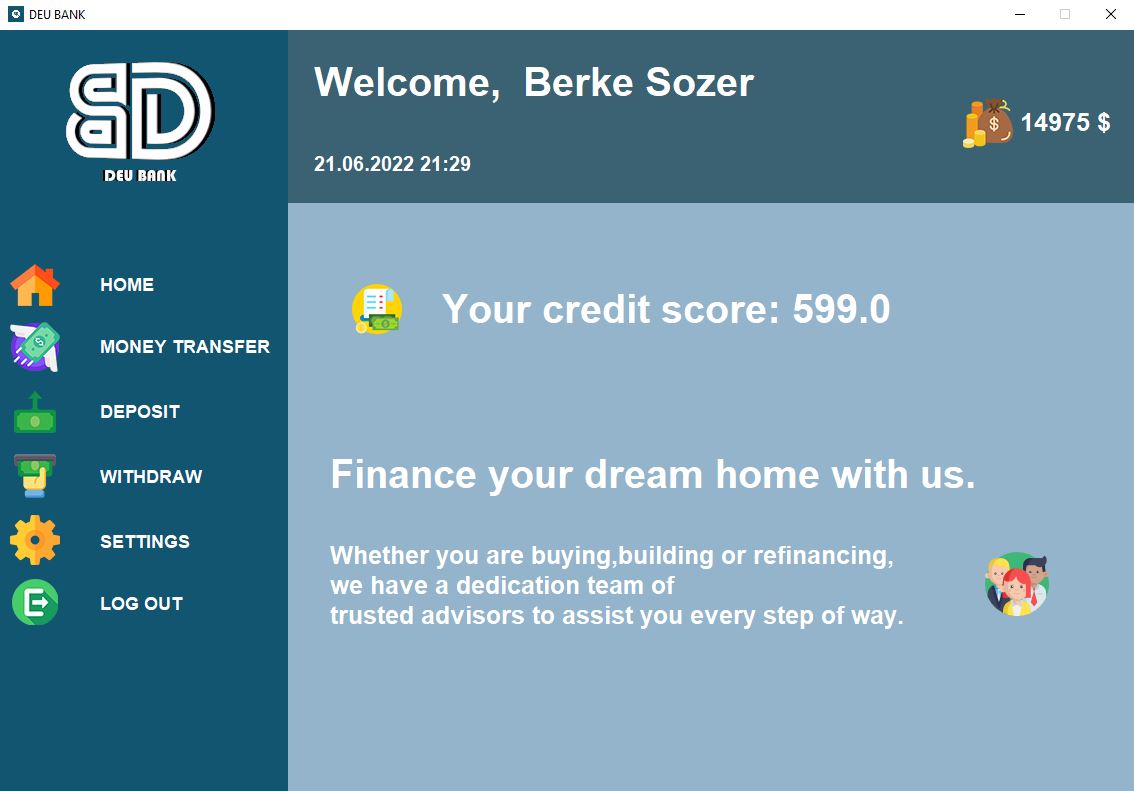 DEU BANK
DEU BANK
HOME
MONEY TRANSFER
DEPOSIT
WITHDRAW
SETTINGS
LOG OUT
Welcome,  Berke Sozer
21.06.2022 21:29
14975 $
Your credit score: 599.0
Finance your dream home with us.
Whether you are buying,building or refinancing,
we have a dedication team of
trusted advisors to assist you every step of way.